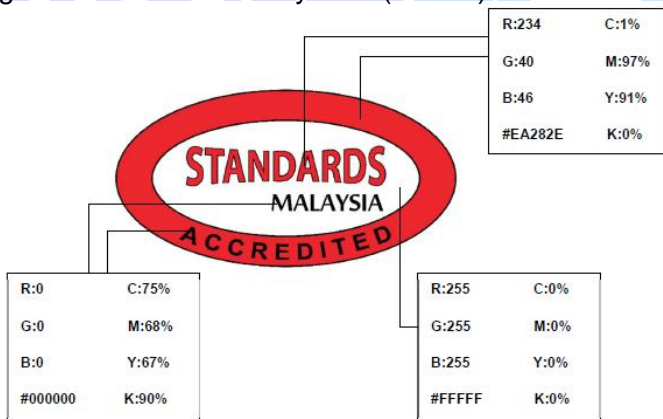 R:234 C:1%
G:40 M:97%
B:46 Y:91%
#EA282E K:0%
STANDARDS
MALAYSIA
ACCREDITED
R:0 C:75%
G:0 M:68%
B:0 Y:67%
#000000 K:90%
R:255 C:0%
G:255 M:0%
B:255 Y:0%
#FFFFF K:0%